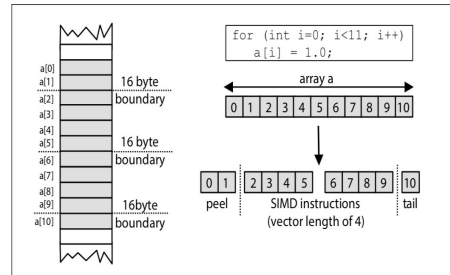 a[0]
a[1]
16 byte
boundary
a[2]
a[3]
a[4]
a[5]
16 byte
boundary
a[6]
a[7]
a[8]
a[9]
16byte
boundary
a[10]
for (int i=0; i<11; i++)
a[i] = 1.0;
array a
0 1 2 3 4 5 6 7 8 9 10
0 1 2 3 4 5 6 7 8 9 10
peel SIMD instructions tail
(vector length of 4)